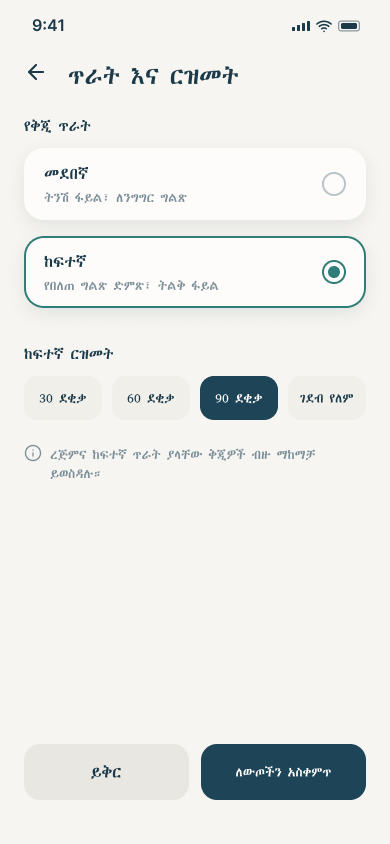 9:41
ጥራት እና ርዝመት
የቅጂ ጥራት
መደበኛ
ትንሽ ፋይል፣ ለንግግር ግልጽ
ከፍተኛ
የበለጠ ግልጽ ድምጽ፣ ትልቅ ፋይል
ከፍተኛ ርዝመት
30 ደቂቃ
60 ደቂቃ
90 ደቂቃ
ገደብ የለም
ረጅምና ከፍተኛ ጥራት ያላቸው ቅጂዎች ብዙ ማከማቻ
ይወስዳሉ።
ይቅር
ለውጦችን አስቀምጥ